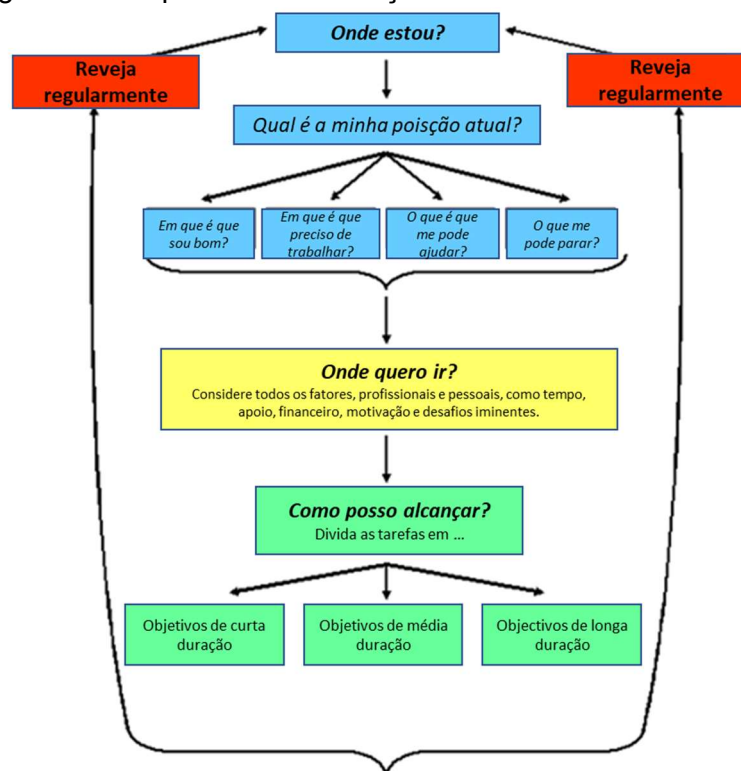 Onde estou?
Reveja
regularmente
Reveja
regularmente
Qual é a minha poisção atual?
Em que é que
sou bom?
Em que é que
preciso de
trabalhar?
O que é que
me pode
ajudar?
O que me
pode parar?
Onde quero ir?
Considere todos os fatores, profissionais e pessoais, como tempo,
apoio, financeiro, motivação e desafios iminentes.
Como posso alcançar?
Divida as tarefas em ...
Objetivos de curta
duração
Objetivos de média
duração
Objectivos de longa
duração